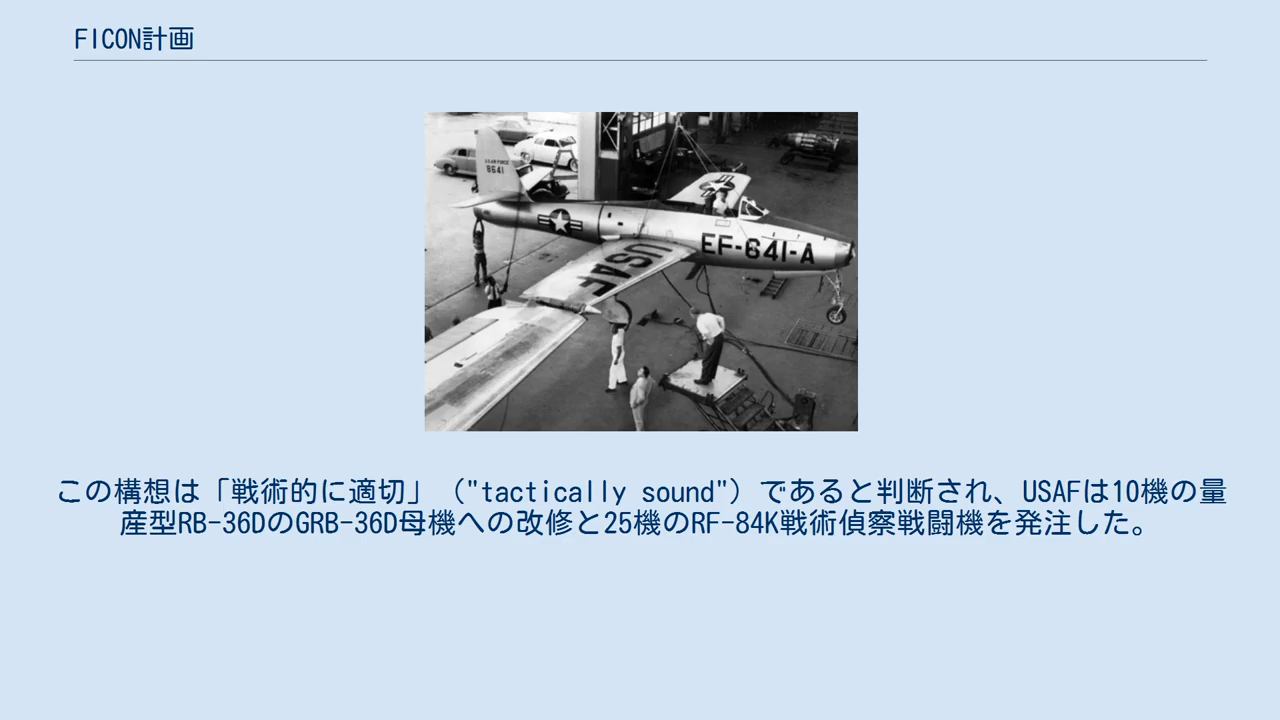 FICON計画
U.S. AIR FORCE
8641
EF-641-A
USAF
この構想は「戦術的に適切」（"tactically sound"）であると判断され、USAFは10機の量
産型RB-36DのGRB-36D母機への改修と25機のRF-84K戦術偵察戦闘機を発注した。